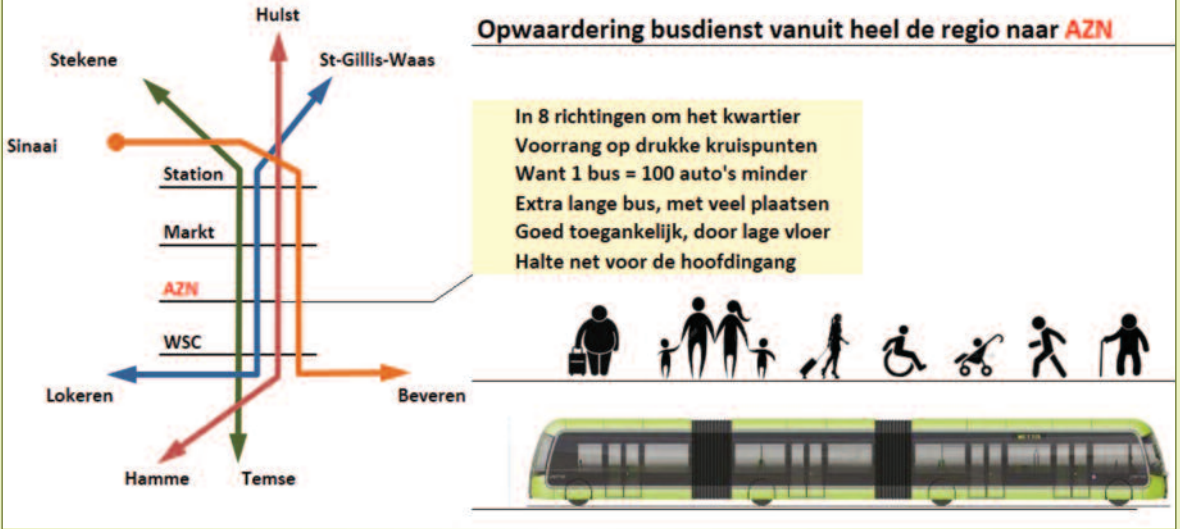 Hulst
Opwaardering busdienst vanuit heel de regio naar AZN
Stekene
St-Gillis-Waas
Sinaai
Station
Markt
AZN
WSC
In 8 richtingen om het kwartier
Voorrang op drukke kruispunten
Want 1 bus = 100 auto's minder
Extra lange bus, met veel plaatsen
Goed toegankelijk, door lage vloer
Halte net voor de hoofdingang
Lokeren
Beveren
Hamme
Temse